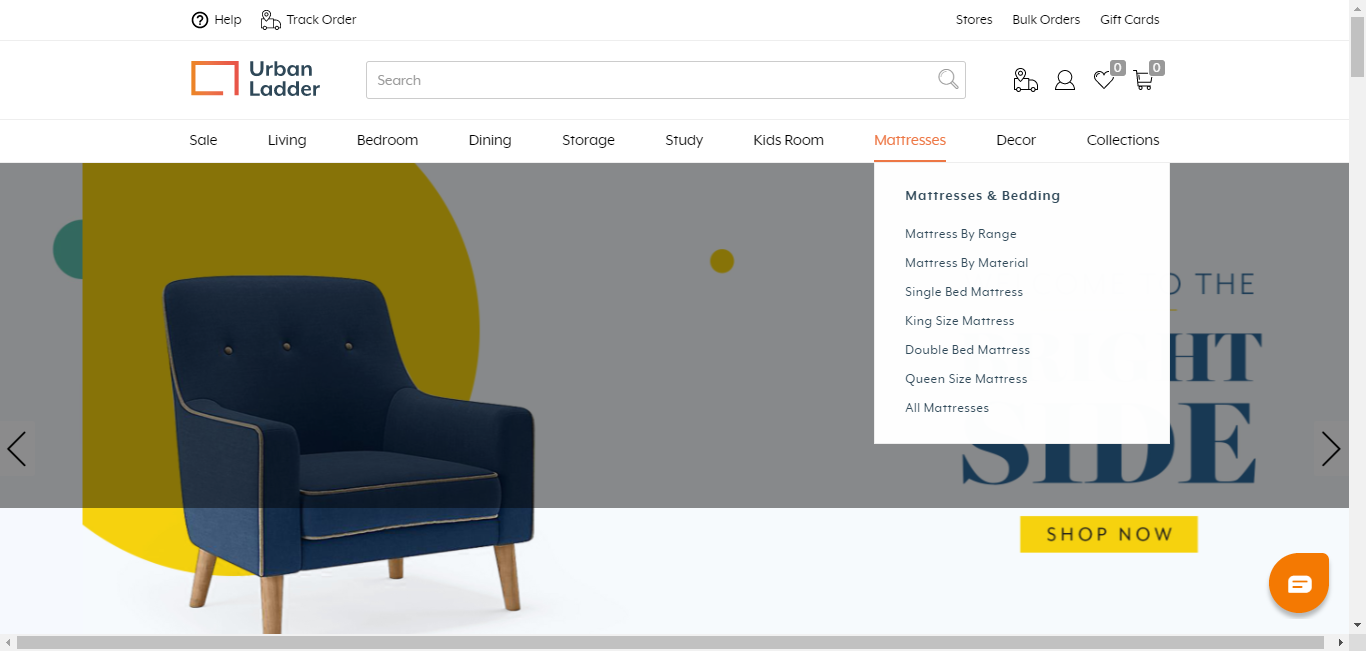 Help
Track Order
Stores
Bulk Orders
Gift Cards
Urban
Ladder
Search
0
0
Sale
Living
Bedroom
Dining
Storage
Study
Kids Room
Mattresses
Decor
Collections
Mattresses & Bedding
Mattress By Range
Mattress By Material
Single Bed Mattress
King Size Mattress
Double Bed Mattress
Queen Size Mattress
All Mattresses
THE
SIDE
SHOP NOW